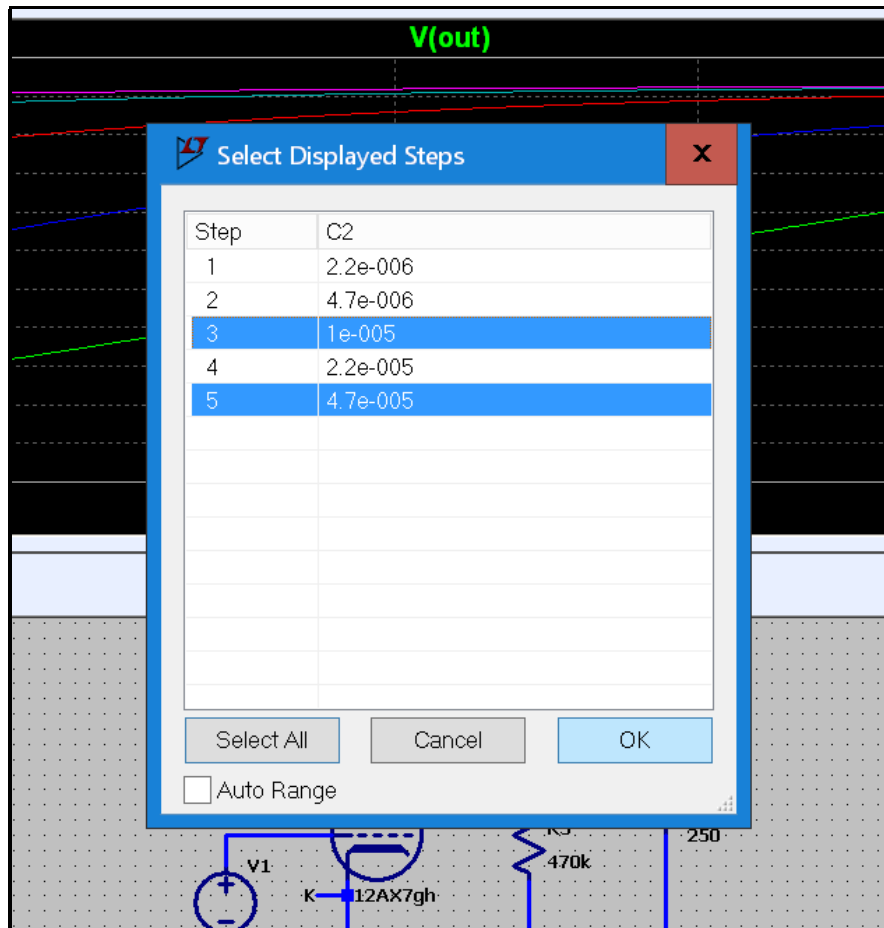 V(out)
Select Displayed Steps
X
Step C2
1 2.2e-006
2 4.7e-006
3 1e-005
4 2.2e-005
5 4.7e-005
Select All Cancel OK
Auto Range
250
V1 470k
K 12AX7gh